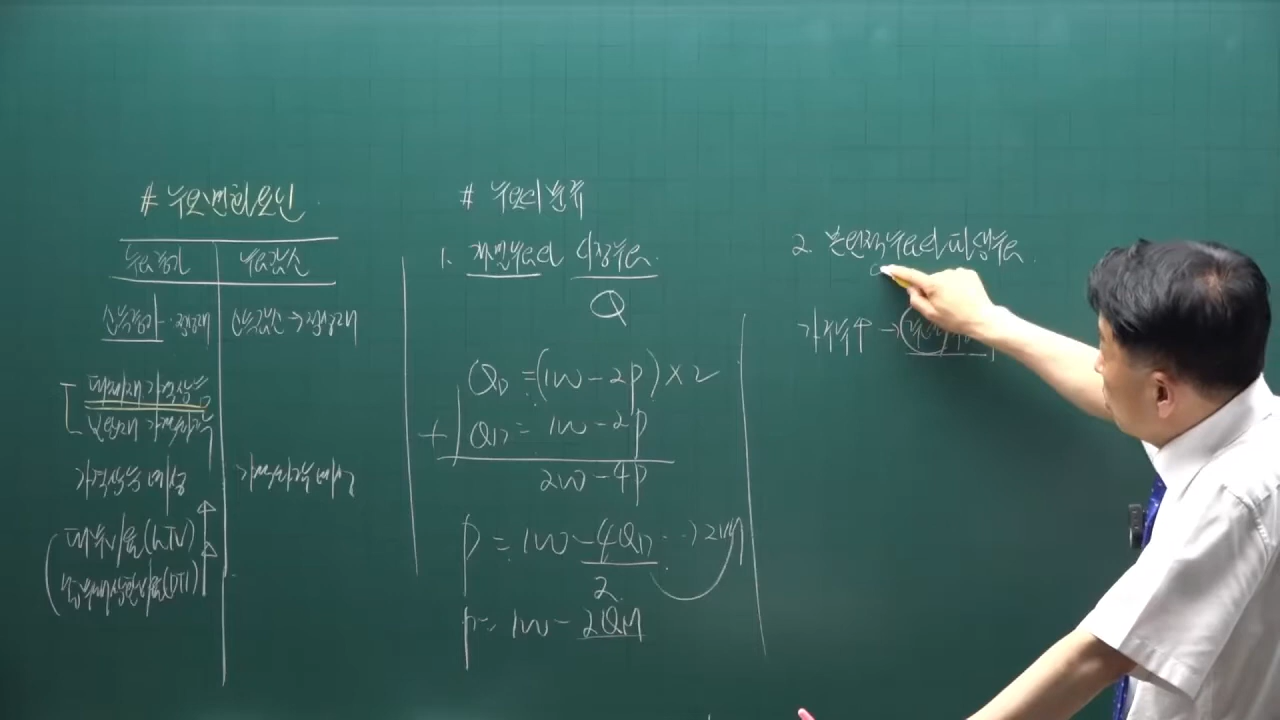 # 수요변화요인
수요증가 수요감소
소득증가 → 정상재 소득감소 → 정상재
대체재 가격상승
보완재 가격하락
가격상승예상 가격하락예상
대부비율(LTV)
총부채상환비율(DTI)
# 수요의 분류
1. 개별수요와 시장수요.
Q
QD = (100 - 2P) × 2
+ QD = 100 - 2P
200 - 4P
P = 100 - 4QD
2
P = 100 - 2QM
2. 본원적수요와 파생수요.
가구수↑ →